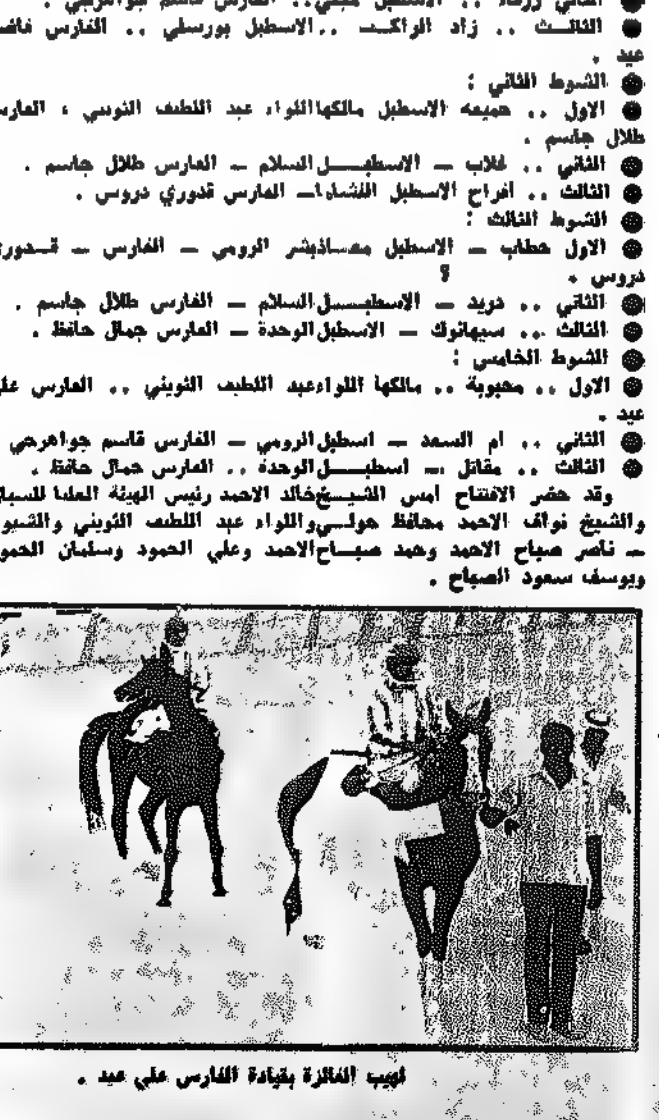 الثاني .. الاسطبل .. الفارس قاسم جواهرجي .
● الثالث .. زاد الراكب .. الاسطبل بورسلي .. الفارس
عيد .
● الشوط الثاني :
● الاول .. هميمه الاسطبل مالكها اللواء عبد اللطيف الثويني ، الفارس
طلال جاسم .
● الثاني .. غلاب — الاسطبل السلام — الفارس طلال جاسم .
● الثالث .. افراح الاسطبل — الفارس قدوري دروس .
● الشوط الثالث :
● الاول خطاب — الاسطبل بشر الرومي — الفارس — قدوري
دروس .
● الثاني .. دريد — الاسطبل السلام — الفارس طلال جاسم .
● الثالث .. سيهانوك — الاسطبل الوحدة — الفارس جمال حافظ .
● الشوط الخامس :
● الاول .. محبوبة .. مالكها اللواء عبد اللطيف الثويني .. الفارس علي
عيد .
● الثاني .. ام السعد — اسطبل الرومي — الفارس قاسم جواهرجي
● الثالث .. مقاتل — اسطبل الوحدة .. الفارس جمال حافظ .
وقد حضر الافتتاح امس الشيخ خالد الاحمد رئيس الهيئة العليا للسباق
والشيخ نواف الاحمد محافظ حولي واللواء عبد اللطيف الثويني والشيوخ
— ناصر صباح الاحمد وحمد صباح الاحمد وعلي الحمود وسلمان الحمود
ويوسف سعود الصباح .
لهيب الفائزة بقيادة الفارس علي عيد .